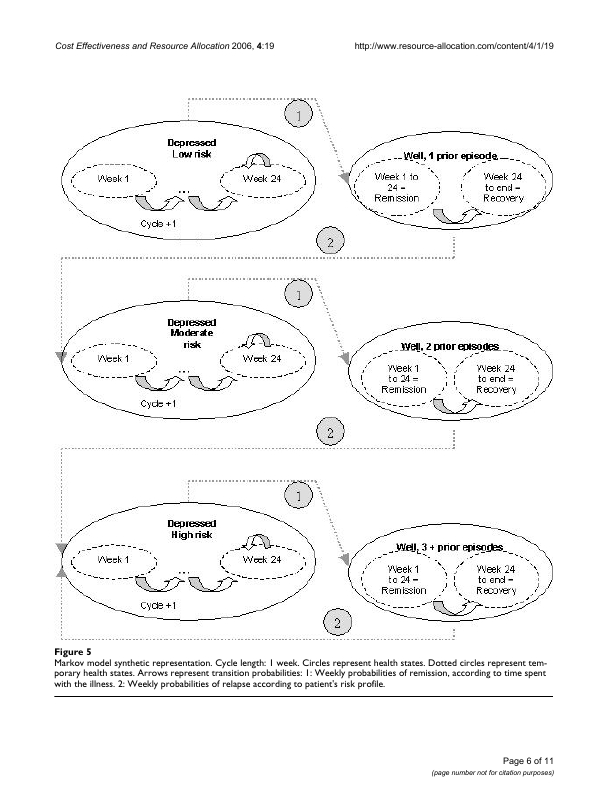 Cost Effectiveness and Resource Allocation 2006, 4:19
http://www.resource-allocation.com/content/4/1/19
1
Depressed
Low risk
Week 1
...
Week 24
Cycle +1
Well, 1 prior episode
Week 1 to
24 =
Remission
Week 24
to end =
Recovery
2
1
Depressed
Moderate
risk
Week 1
...
Week 24
Cycle +1
Well, 2 prior episodes
Week 1
to 24 =
Remission
Week 24
to end =
Recovery
2
1
Depressed
High risk
Week 1
...
Week 24
Cycle +1
Well, 3 + prior episodes
Week 1
to 24 =
Remission
Week 24
to end =
Recovery
2
Figure 5
Markov model synthetic representation. Cycle length: 1 week. Circles represent health states. Dotted circles represent tem-
porary health states. Arrows represent transition probabilities: 1: Weekly probabilities of remission, according to time spent
with the illness. 2: Weekly probabilities of relapse according to patient's risk profile.
Page 6 of 11
(page number not for citation purposes)